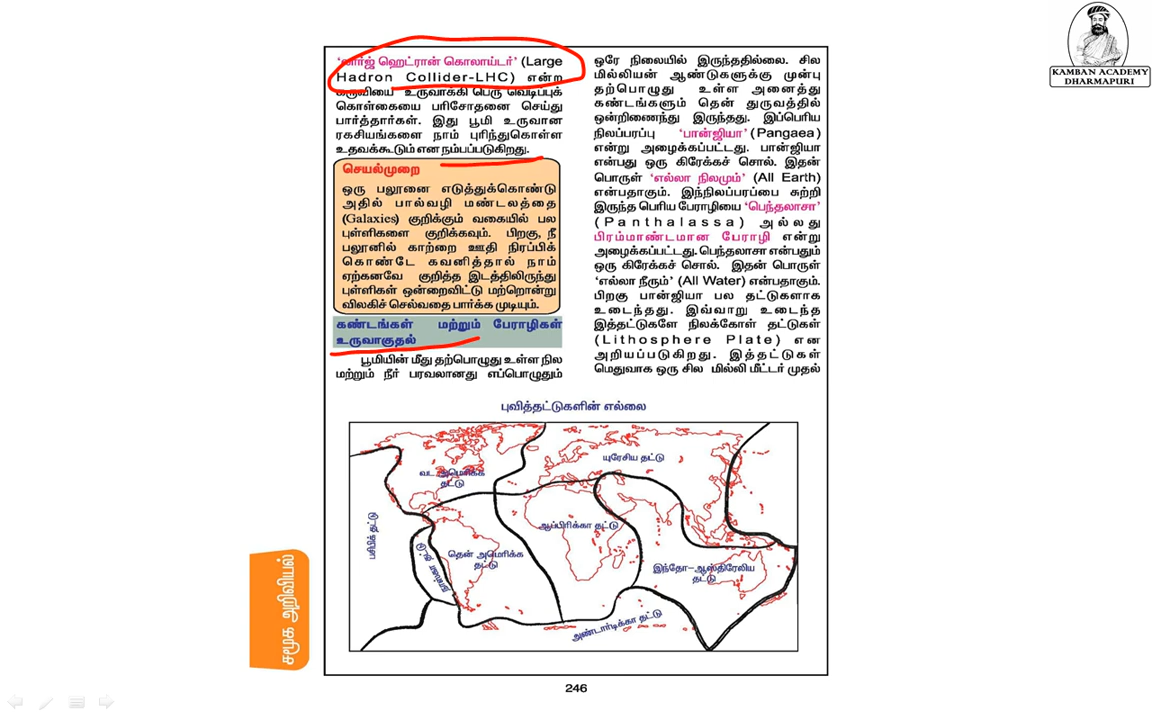 'லார்ஜ் ஹெட்ரான் கொலாய்டர்' (Large
Hadron Collider-LHC) என்ற
கருவியை உருவாக்கி பெரு வெடிப்புக்
கொள்கையை பரிசோதனை செய்து
பார்த்தார்கள். இது பூமி உருவான
ரகசியங்களை நாம் புரிந்துகொள்ள
உதவக்கூடும் என நம்பப்படுகிறது.
செயல்முறை
ஒரு பலூனை எடுத்துக்கொண்டு
அதில் பால்வழி மண்டலத்தை
(Galaxies) குறிக்கும் வகையில் பல
புள்ளிகளை குறிக்கவும். பிறகு, நீ
பலூனில் காற்றை ஊதி நிரப்பிக்
கொண்டே கவனித்தால் நாம்
ஏற்கனவே குறித்த இடத்திலிருந்து
புள்ளிகள் ஒன்றைவிட்டு மற்றொன்று
விலகிச் செல்வதை பார்க்க முடியும்.
கண்டங்கள் மற்றும் பேராழிகள்
உருவாகுதல்
பூமியின் மீது தற்பொழுது உள்ள நில
மற்றும் நீர் பரவலானது எப்பொழுதும்
ஒரே நிலையில் இருந்ததில்லை. சில
மில்லியன் ஆண்டுகளுக்கு முன்பு
தற்பொழுது உள்ள அனைத்து
கண்டங்களும் தென் துருவத்தில்
ஒன்றிணைந்து இருந்தது. இப்பெரிய
நிலப்பரப்பு 'பான்ஜியா' (Pangaea)
என்று அழைக்கப்பட்டது. பான்ஜியா
என்பது ஒரு கிரேக்கச் சொல். இதன்
பொருள் 'எல்லா நிலமும்' (All Earth)
என்பதாகும். இந்நிலப்பரப்பை சுற்றி
இருந்த பெரிய பேராழியை 'பெந்தலாசா'
(Panthalassa) அல்லது
பிரம்மாண்டமான பேராழி என்று
அழைக்கப்பட்டது. பெந்தலாசா என்பதும்
ஒரு கிரேக்கச் சொல். இதன் பொருள்
'எல்லா நீரும்' (All Water) என்பதாகும்.
பிறகு பான்ஜியா பல தட்டுகளாக
உடைந்தது. இவ்வாறு உடைந்த
இத்தட்டுகளே நிலக்கோள் தட்டுகள்
(Lithosphere Plate) என
அறியப்படுகிறது. இத்தட்டுகள்
மெதுவாக ஒரு சில மில்லி மீட்டர் முதல்
புவித்தட்டுகளின் எல்லை
யுரேசிய தட்டு
வட அமெரிக்க
தட்டு
ஆப்பிரிக்கா தட்டு
பசிபிக் தட்டு
நாஸ்கா தட்டு
தென் அமெரிக்க
தட்டு
இந்தோ-ஆஸ்திரேலிய
தட்டு
அண்டார்டிக்கா தட்டு
சமூக அறிவியல்
246
KAMBAN ACADEMY
DHARMAPURI